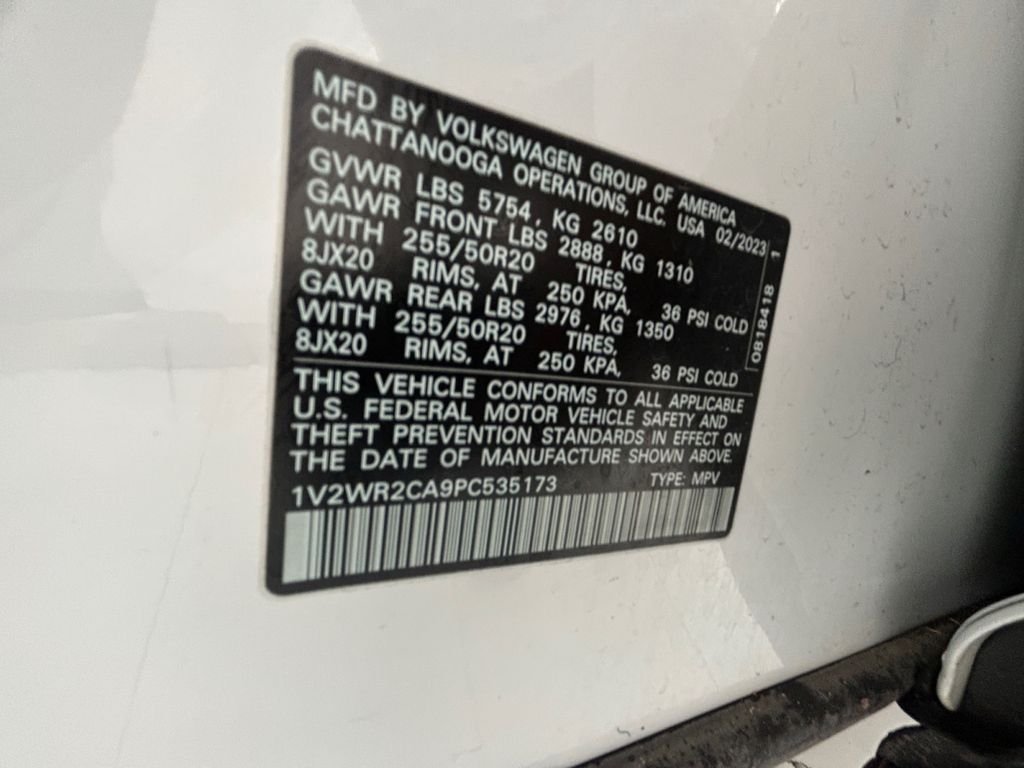 MFD BY VOLKSWAGEN GROUP OF AMERICA
CHATTANOOGA OPERATIONS, LLC. USA 02/2023
GVWR LBS 5754, KG 2610
GAWR FRONT LBS 2888, KG 1310
WITH 255/50R20 TIRES,
8JX20 RIMS, AT 250 KPA, 36 PSI COLD
GAWR REAR LBS 2976, KG 1350
WITH 255/50R20 TIRES,
8JX20 RIMS, AT 250 KPA, 36 PSI COLD
0818418 1
THIS VEHICLE CONFORMS TO ALL APPLICABLE
U.S. FEDERAL MOTOR VEHICLE SAFETY AND
THEFT PREVENTION STANDARDS IN EFFECT ON
THE DATE OF MANUFACTURE SHOWN ABOVE.
1V2WR2CA9PC535173 TYPE: MPV